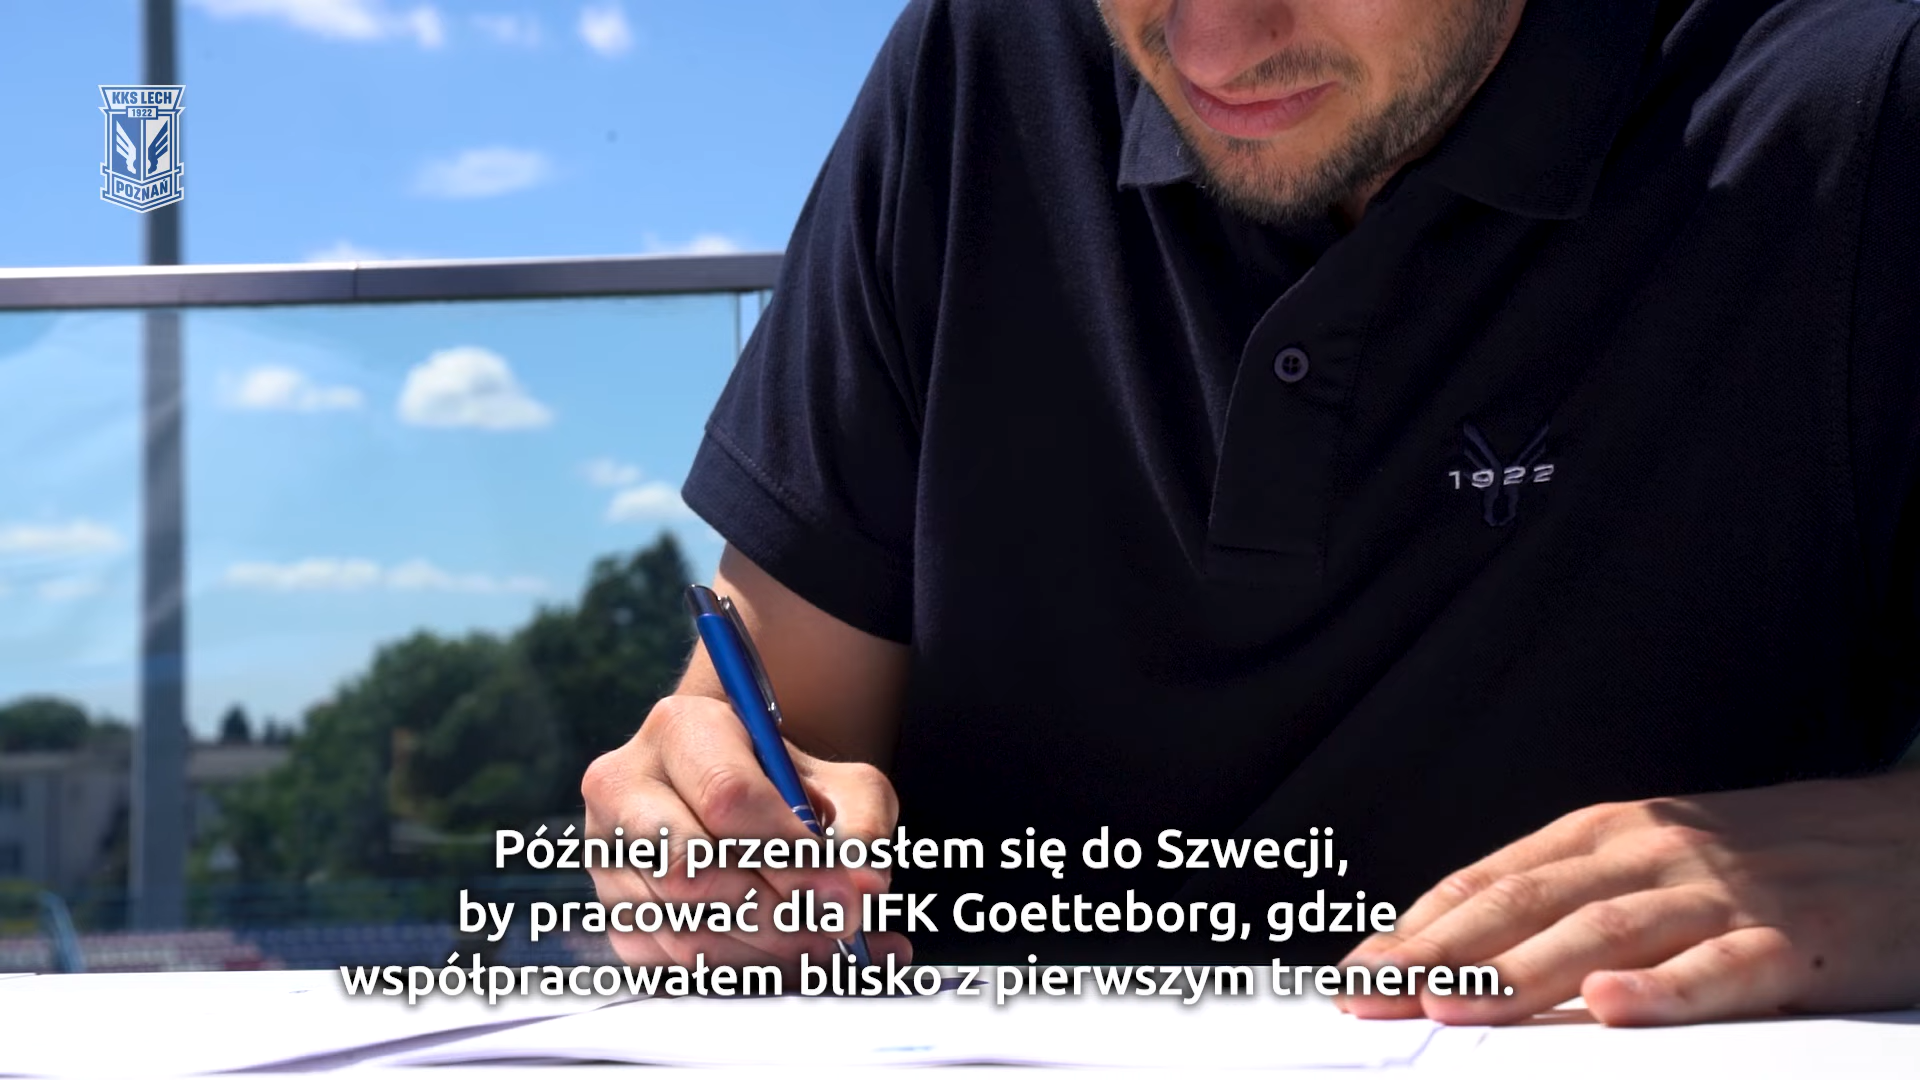 KKS LECH
1922
POZNAŃ
1922
Później przeniosłem się do Szwecji,
by pracować dla IFK Goetteborg, gdzie
współpracowałem blisko z pierwszym trenerem.